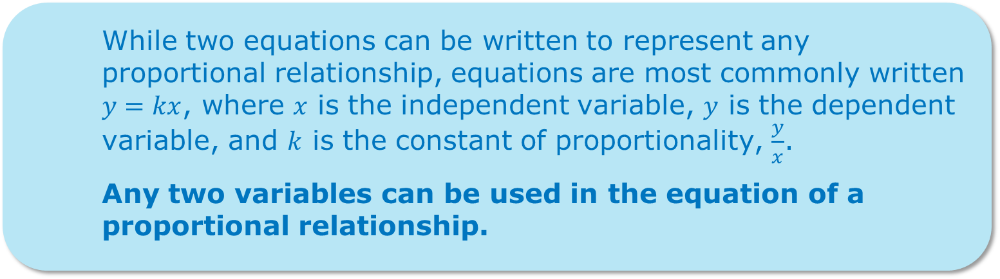 While two equations can be written to represent any
proportional relationship, equations are most commonly written
y = kx, where x is the independent variable, y is the dependent
variable, and k is the constant of proportionality, y/x.
Any two variables can be used in the equation of a
proportional relationship.